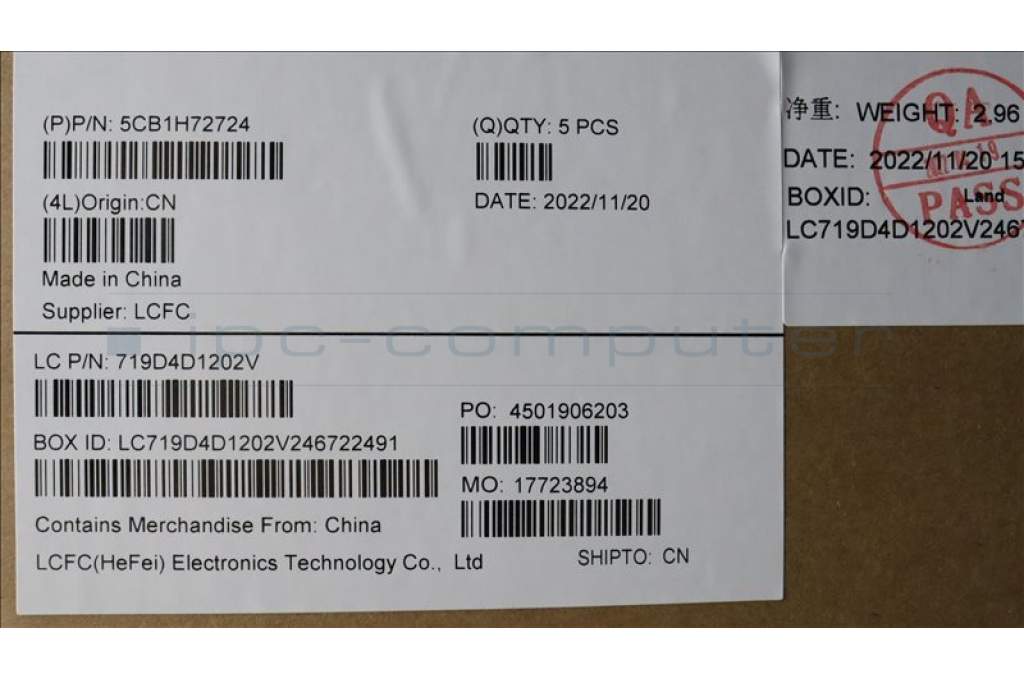 (P)P/N: 5CB1H72724
(Q)QTY: 5 PCS
(4L)Origin:CN
DATE: 2022/11/20
Made in China
Supplier: LCFC
LC P/N: 719D4D1202V
PO: 4501906203
BOX ID: LC719D4D1202V246722491
MO: 17723894
Contains Merchandise From: China
LCFC(HeFei) Electronics Technology Co., Ltd
SHIPTO: CN
净重: WEIGHT: 2.96
DATE: 2022/11/20 15
BOXID: Land
LC719D4D1202V246
QA
PASS
ipc-computer